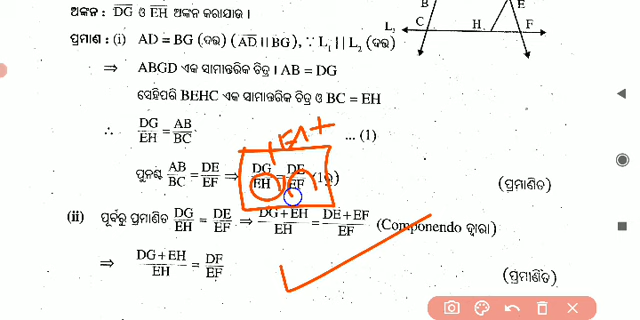 ଅଙ୍କନ : DG ଓ EH ଅଙ୍କନ କରାଯାଉ ।
B E
L₂ C H F
ପ୍ରମାଣ : (i) AD = BG (ଦତ୍ତ) (AD || BG), ∵ L₁ || L₂ (ଦତ୍ତ)
⇒ ABGD ଏକ ସାମାନ୍ତରିକ ଚିତ୍ର । AB = DG
ସେହିପରି BEHC ଏକ ସାମାନ୍ତରିକ ଚିତ୍ର ଓ BC = EH
∴ DG/EH = AB/BC ... (1)
ପୁନଶ୍ଚ AB/BC = DE/EF ⇒ DG/EH = DE/EF (1ରୁ) (ପ୍ରମାଣିତ)
(ii) ପୂର୍ବରୁ ପ୍ରମାଣିତ DG/EH = DE/EF ⇒ DG+EH/EH = DE+EF/EF (Componendo ଦ୍ୱାରା)
⇒ DG+EH/EH = DF/EF (ପ୍ରମାଣିତ)